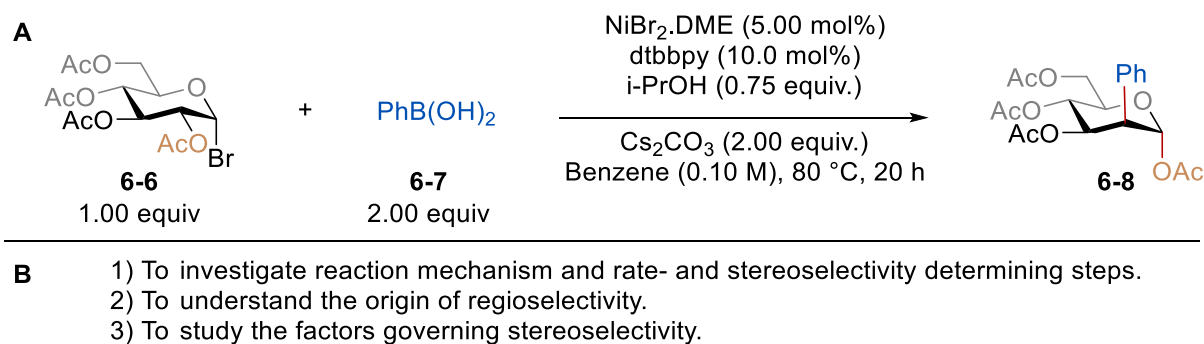 A
NiBr2.DME (5.00 mol%)
dtbbpy (10.0 mol%)
i-PrOH (0.75 equiv.)
AcO
O
AcO
AcO
AcO
Br
+
PhB(OH)2
Cs2CO3 (2.00 equiv.)
Benzene (0.10 M), 80 °C, 20 h
Ph
AcO
O
AcO
AcO
OAc
6-6
6-7
6-8
1.00 equiv
2.00 equiv
B
1) To investigate reaction mechanism and rate- and stereoselectivity determining steps.
2) To understand the origin of regioselectivity.
3) To study the factors governing stereoselectivity.